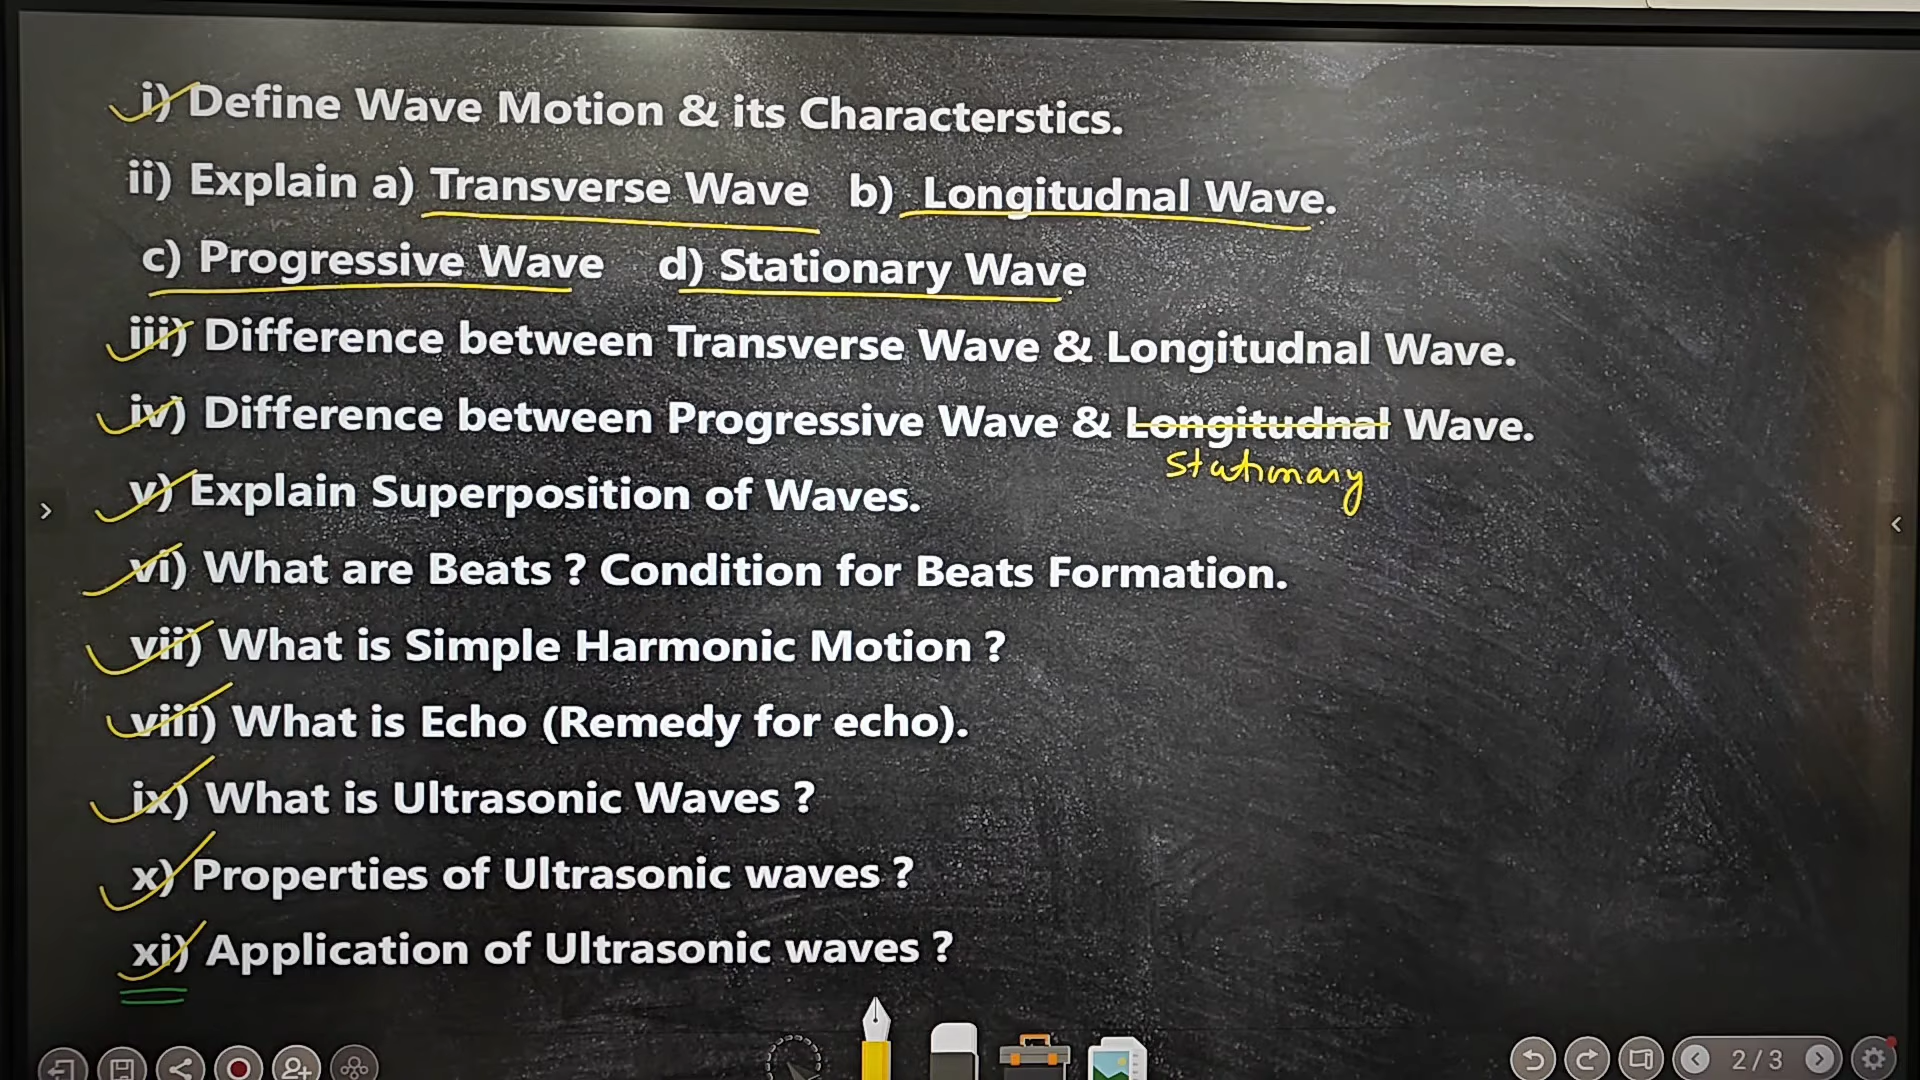 i) Define Wave Motion & its Characterstics.
ii) Explain a) Transverse Wave b) Longitudnal Wave.
c) Progressive Wave d) Stationary Wave
iii) Difference between Transverse Wave & Longitudnal Wave.
iv) Difference between Progressive Wave & Longitudnal Wave.
Stationary
v) Explain Superposition of Waves.
vi) What are Beats ? Condition for Beats Formation.
vii) What is Simple Harmonic Motion ?
viii) What is Echo (Remedy for echo).
ix) What is Ultrasonic Waves ?
x) Properties of Ultrasonic waves ?
xi) Application of Ultrasonic waves ?
2/3